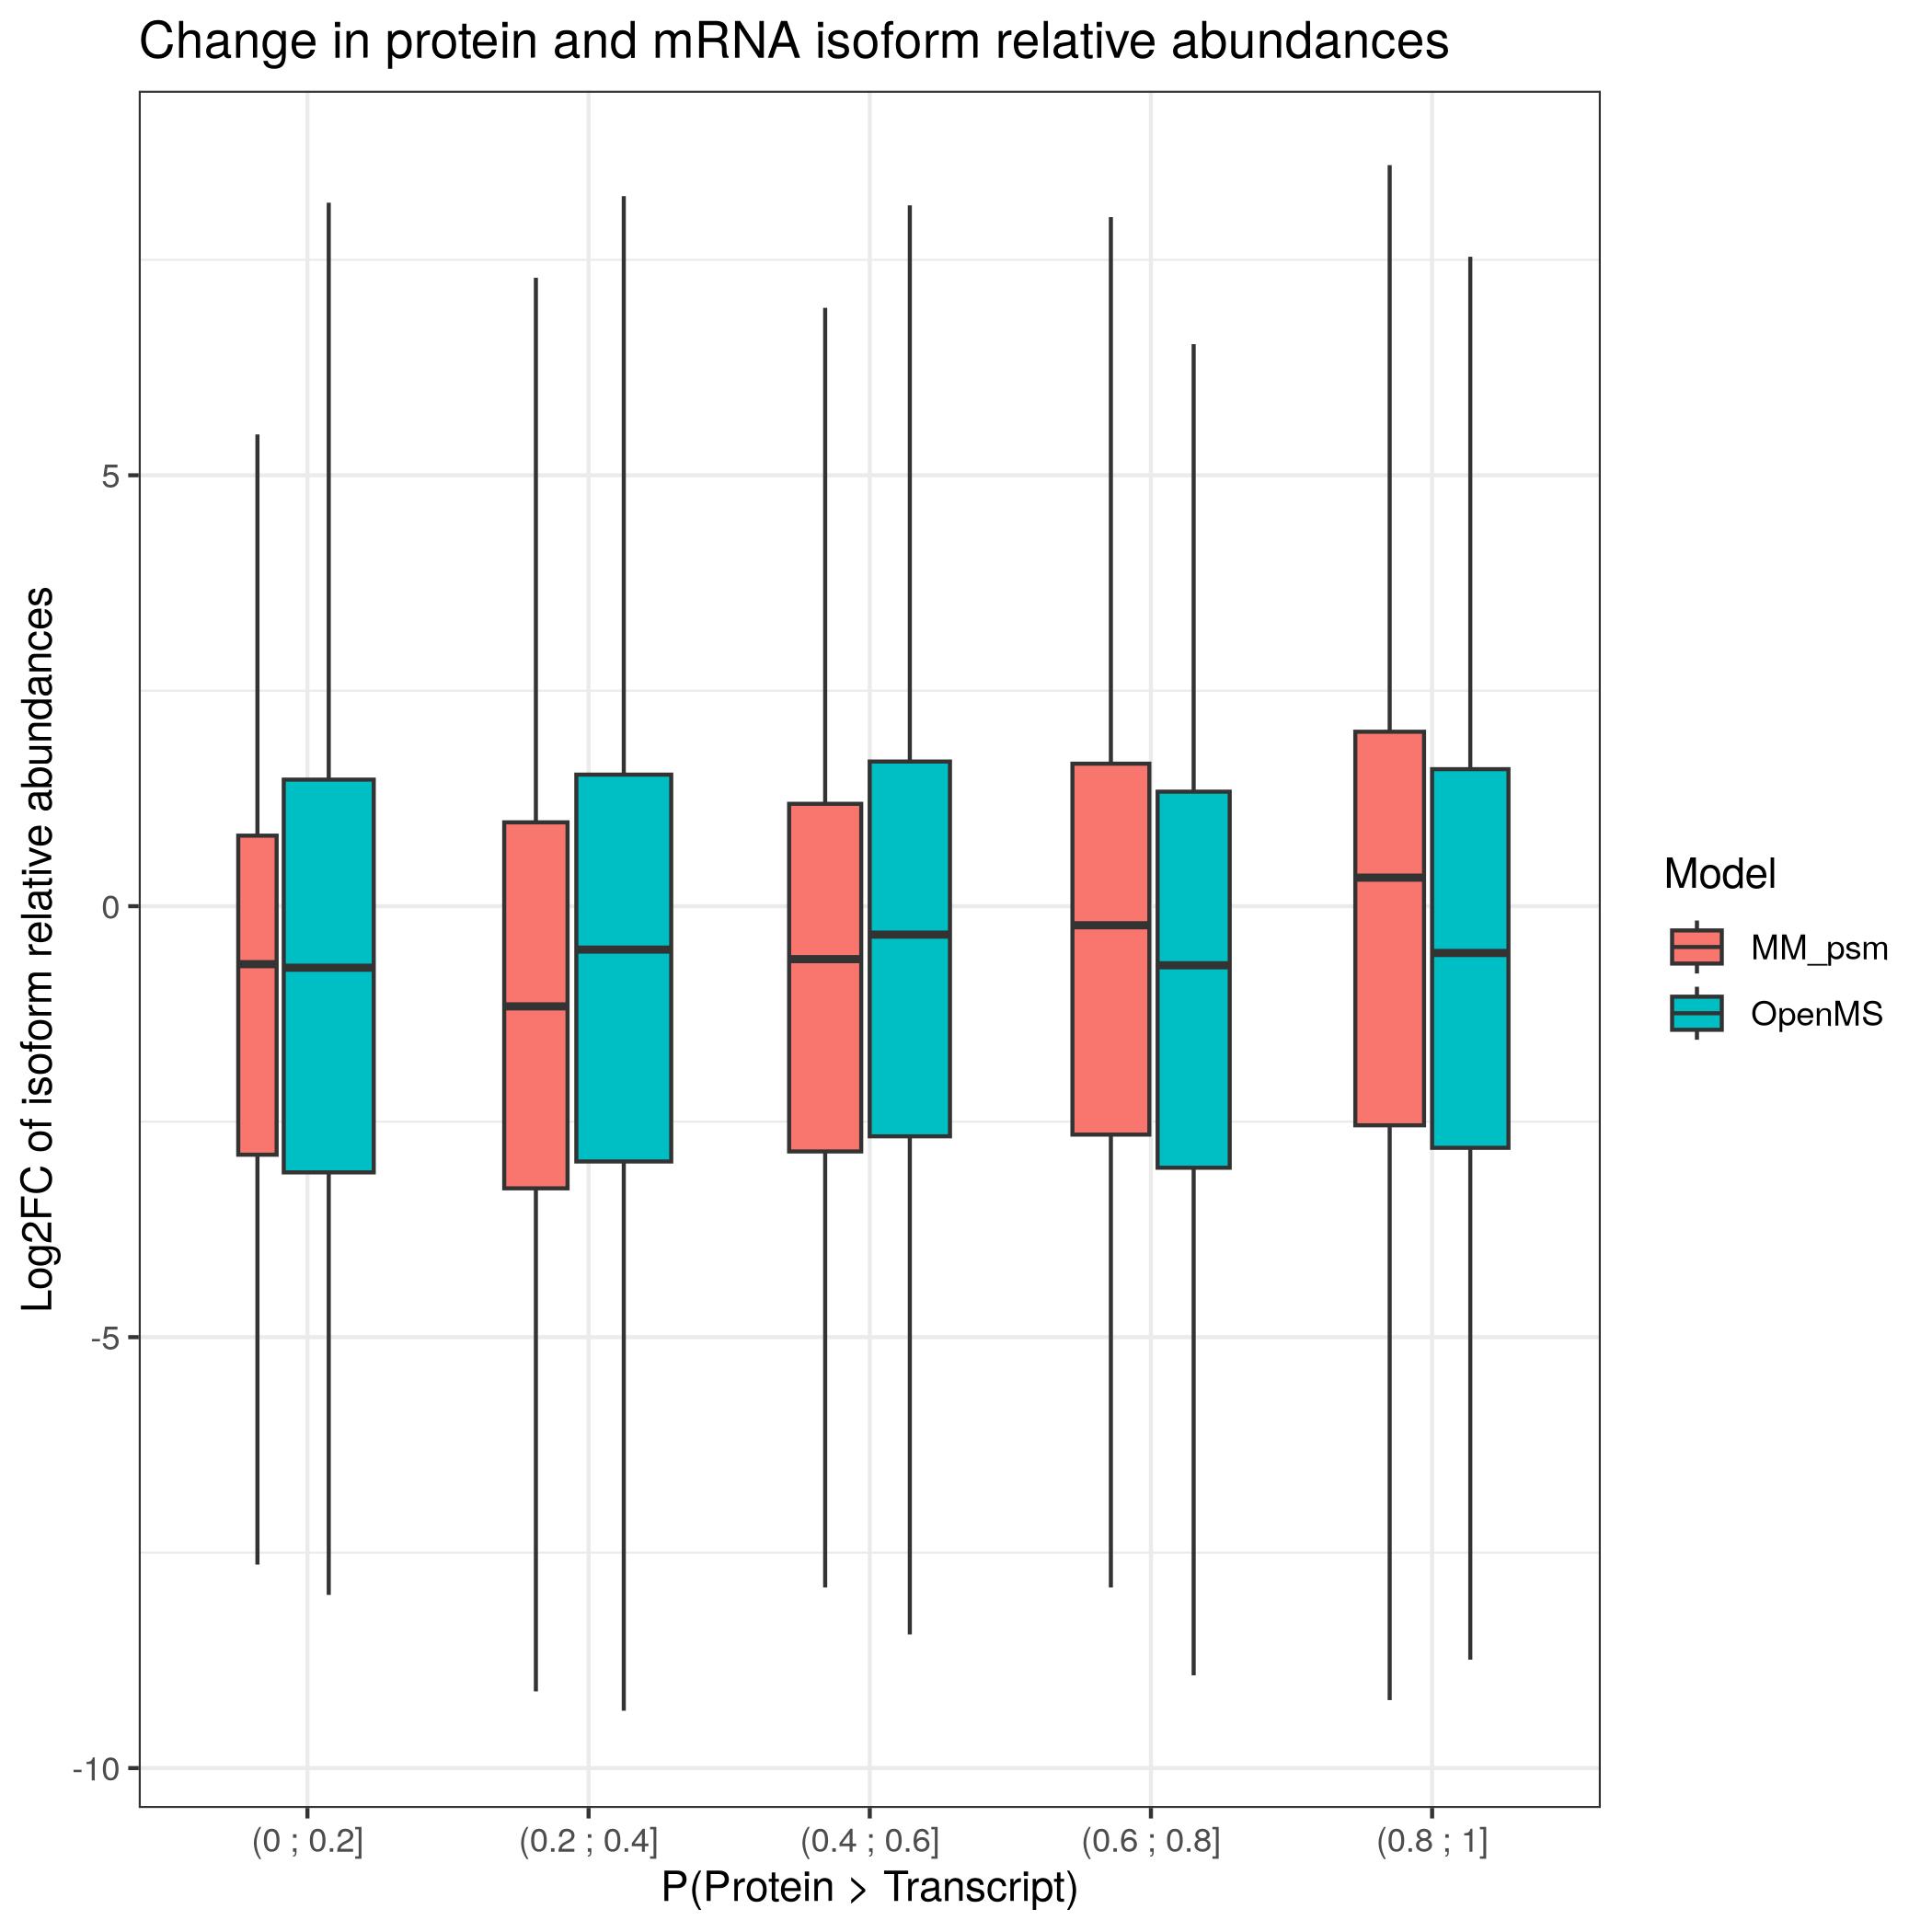 Change in protein and mRNA isoform relative abundances
Log2FC of isoform relative abundances
5
0
-5
-10
(0 ; 0.2]
(0.2 ; 0.4]
(0.4 ; 0.6]
(0.6 ; 0.8]
(0.8 ; 1]
P(Protein > Transcript)
Model
MM_psm
OpenMS